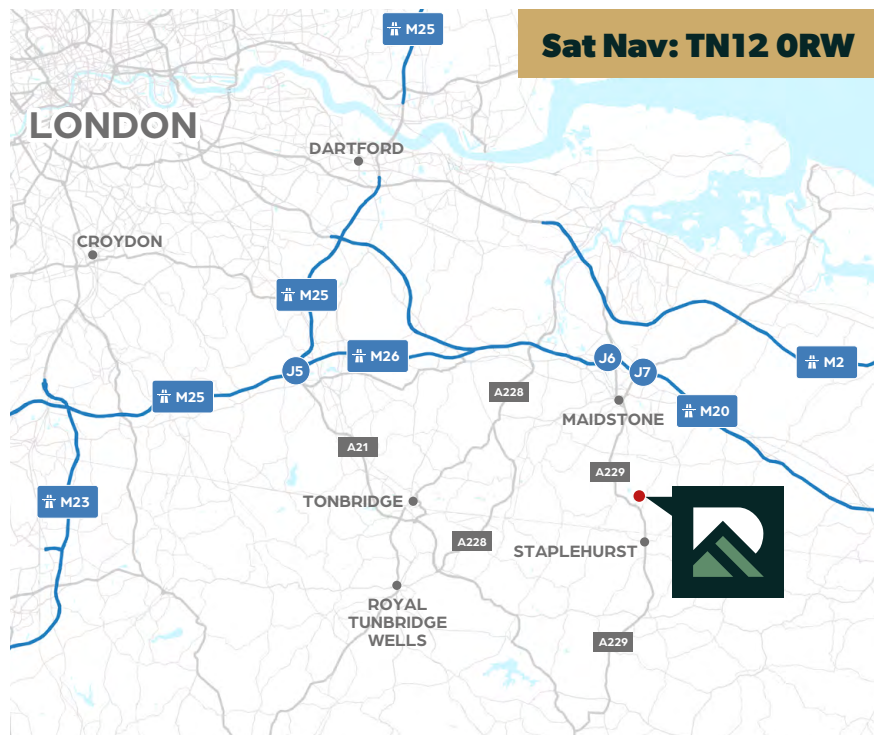 M25
Sat Nav: TN12 0RW
LONDON
DARTFORD
CROYDON
M25
J5
M26
M25
J6
J7
M2
A228
MAIDSTONE
M20
A21
A229
M23
TONBRIDGE
A228
STAPLEHURST
ROYAL
TUNBRIDGE
WELLS
A229